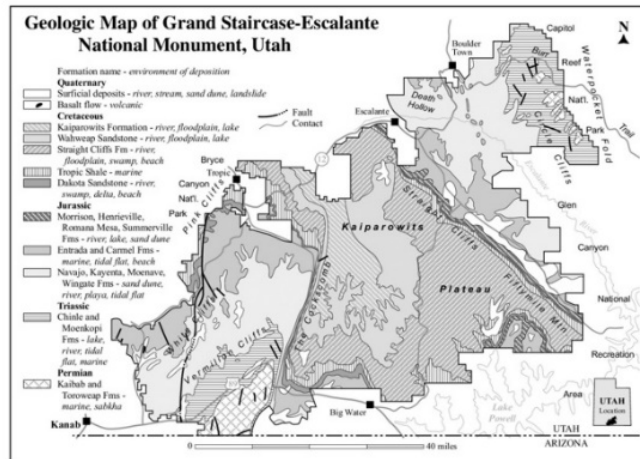 Geologic Map of Grand Staircase-Escalante
National Monument, Utah
Formation name - environment of deposition
Quaternary
Surficial deposits - river, stream, sand dune, landslide
Basalt flow - volcanic
Cretaceous
Kaiparowits Formation - river, floodplain, lake
Wahweap Sandstone - river, floodplain, lake
Straight Cliffs Fm - river,
floodplain, swamp, beach
Tropic Shale - marine
Dakota Sandstone - river,
swamp, delta, beach
Jurassic
Morrison, Henrieville,
Romana Mesa, Summerville
Fms - river, lake, sand dune
Entrada and Carmel Fms -
marine, tidal flat, beach
Navajo, Kayenta, Moenave,
Wingate Fms - sand dune,
river, playa, tidal flat
Triassic
Chinle and
Moenkopi
Fms - lake,
river, tidal
flat, marine
Permian
Kaibab and
Toroweap Fms -
marine, sabkha
Fault
Contact
N
Capitol
Reef
Nat'l.
Park
Burr
Trail
Waterpocket Fold
Circle Cliffs
Boulder
Town
Death
Hollow
Escalante
Bryce
Canyon
Nat'l.
Park
Tropic
Pink Cliffs
Kaiparowits
Plateau
Straight Cliffs
Fiftymile Mtn
The Cockscomb
White Cliffs
Vermilion Cliffs
Glen
Canyon
National
Recreation
Area
Lake
Powell
Big Water
Kanab
UTAH
Location
UTAH
ARIZONA
0
40 miles